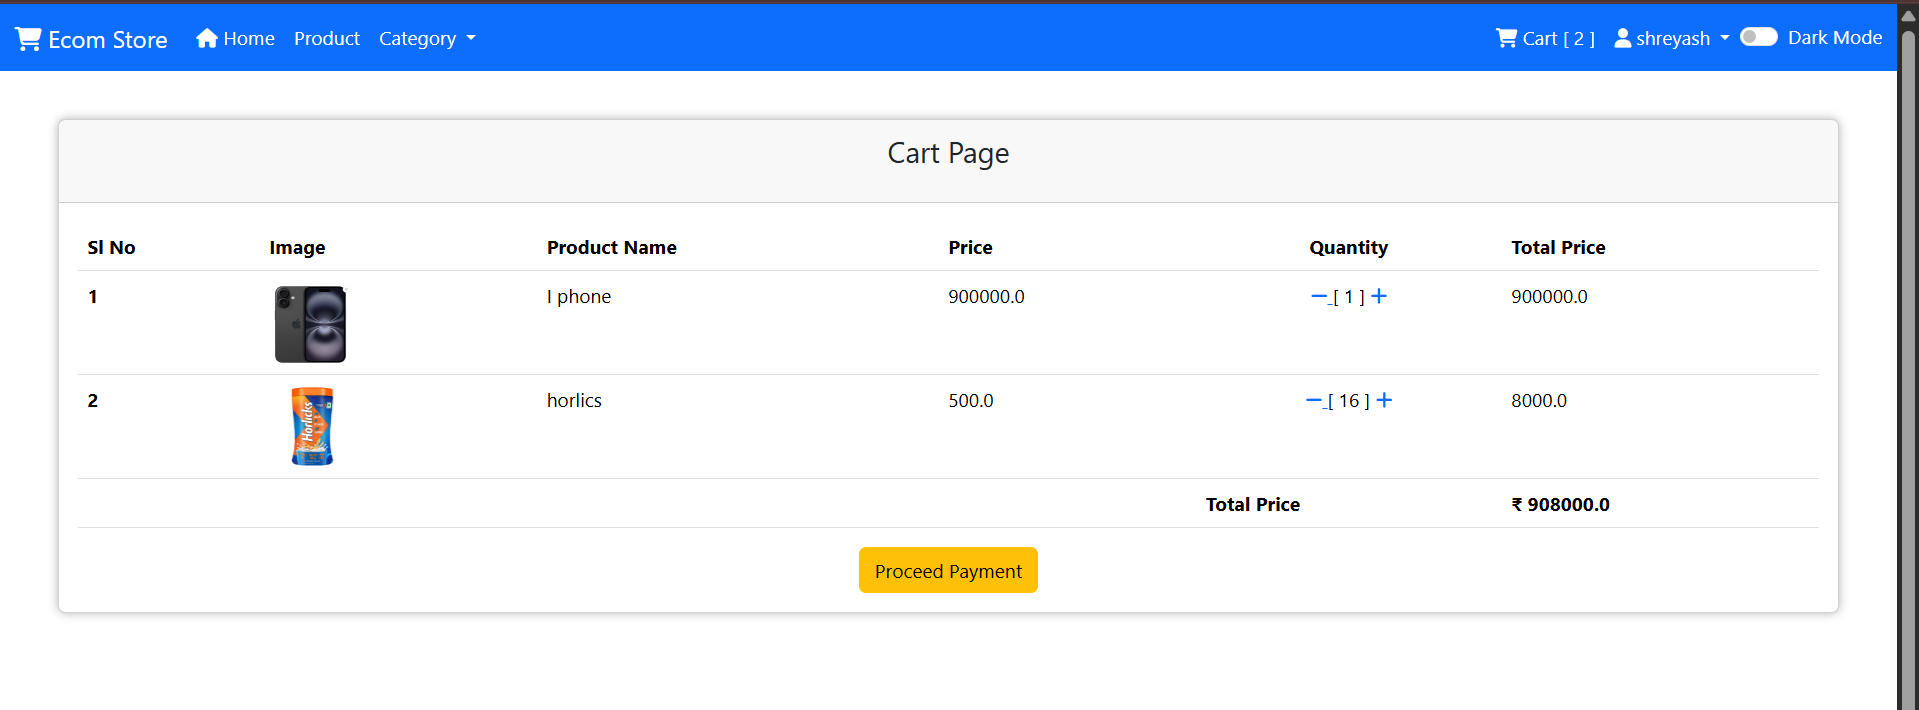 Ecom Store Home Product Category Cart [ 2 ] shreyash Dark Mode
Cart Page
Sl No Image Product Name Price Quantity Total Price
1 I phone 900000.0 [ 1 ] + 900000.0
2 horlics 500.0 [ 16 ] + 8000.0
Horlicks
Total Price ₹ 908000.0
Proceed Payment